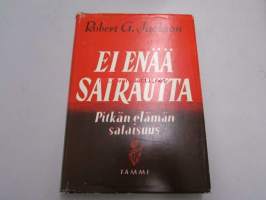 Robert G. Jackson
EI ENÄÄ
SAIRAUTTA
Pitkän elämän
salaisuus
TAMMI